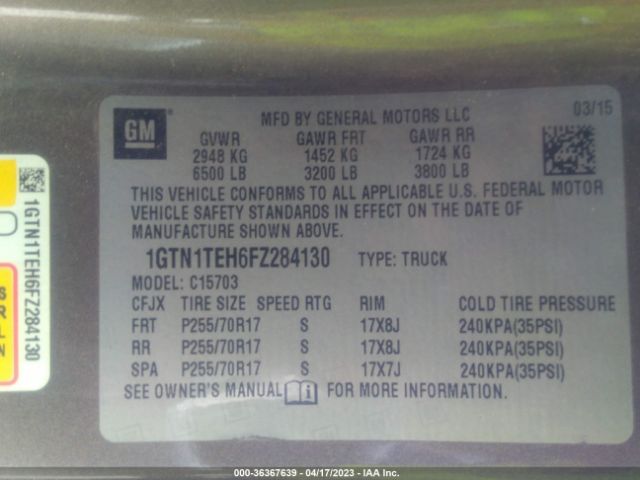 GM
MFD BY GENERAL MOTORS LLC
03/15
GVWR GAWR FRT GAWR RR
2948 KG 1452 KG 1724 KG
6500 LB 3200 LB 3800 LB
THIS VEHICLE CONFORMS TO ALL APPLICABLE U.S. FEDERAL MOTOR
VEHICLE SAFETY STANDARDS IN EFFECT ON THE DATE OF
MANUFACTURE SHOWN ABOVE.
1GTN1TEH6FZ284130 TYPE: TRUCK
MODEL: C15703
CFJX TIRE SIZE SPEED RTG RIM COLD TIRE PRESSURE
FRT P255/70R17 S 17X8J 240KPA(35PSI)
RR P255/70R17 S 17X8J 240KPA(35PSI)
SPA P255/70R17 S 17X7J 240KPA(35PSI)
SEE OWNER'S MANUAL i FOR MORE INFORMATION.
1GTN1TEH6FZ284130
S
R
L
N
000-36367639 - 04/17/2023 - IAA Inc.